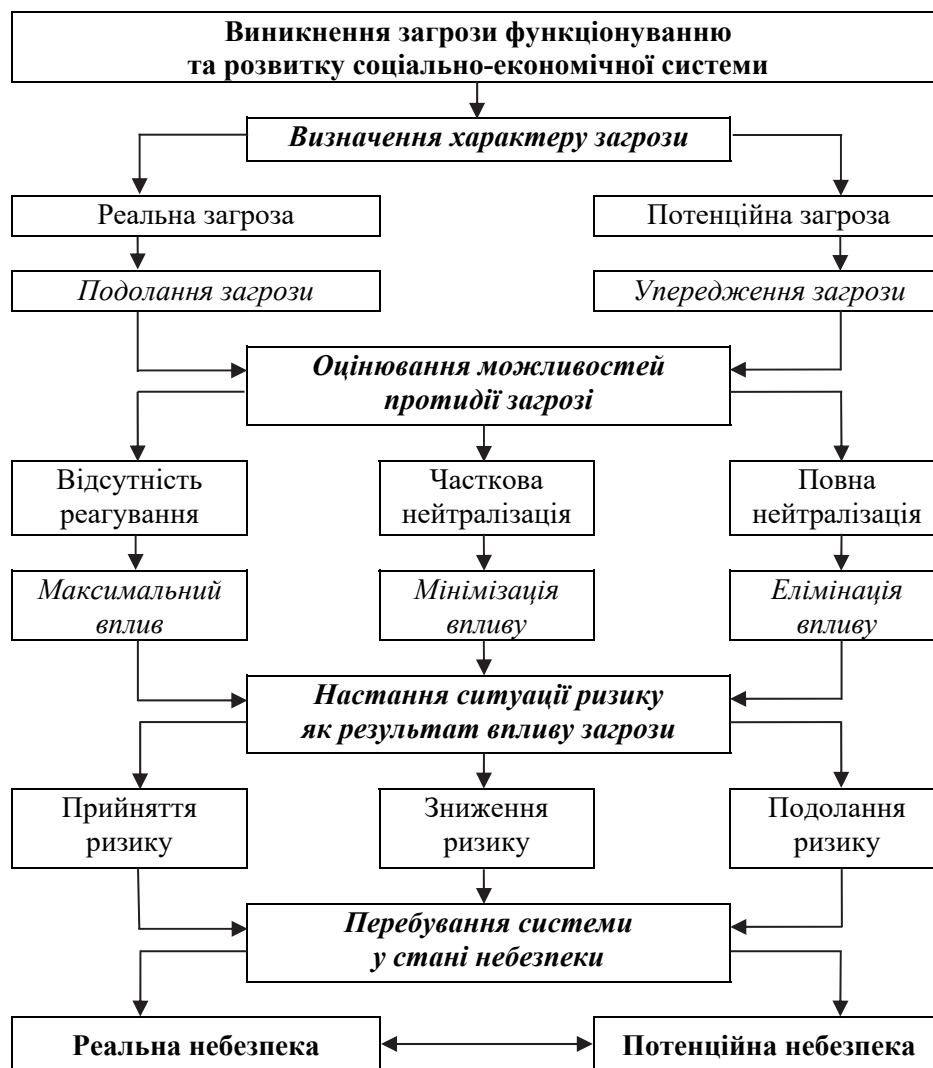 Виникнення загрози функціонуванню
та розвитку соціально-економічної системи
Визначення характеру загрози
Реальна загроза
Потенційна загроза
Подолання загрози
Упередження загрози
Оцінювання можливостей
протидії загрозі
Відсутність
реагування
Часткова
нейтралізація
Повна
нейтралізація
Максимальний
вплив
Мінімізація
впливу
Елімінація
впливу
Настання ситуації ризику
як результат впливу загрози
Прийняття
ризику
Зниження
ризику
Подолання
ризику
Перебування системи
у стані небезпеки
Реальна небезпека
Потенційна небезпека